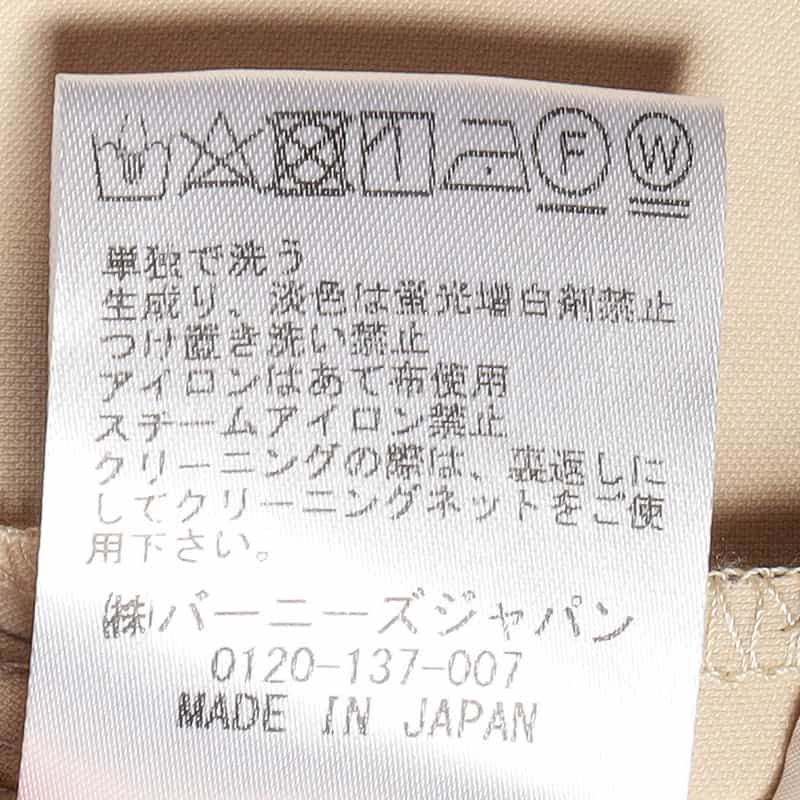 F W
単独で洗う
生成り、淡色は蛍光増白剤禁止
つけ置き洗い禁止
アイロンはあて布使用
スチームアイロン禁止
クリーニングの際は、裏返しに
してクリーニングネットをご使
用下さい。
㈱バーニーズジャパン
0120-137-007
MADE IN JAPAN